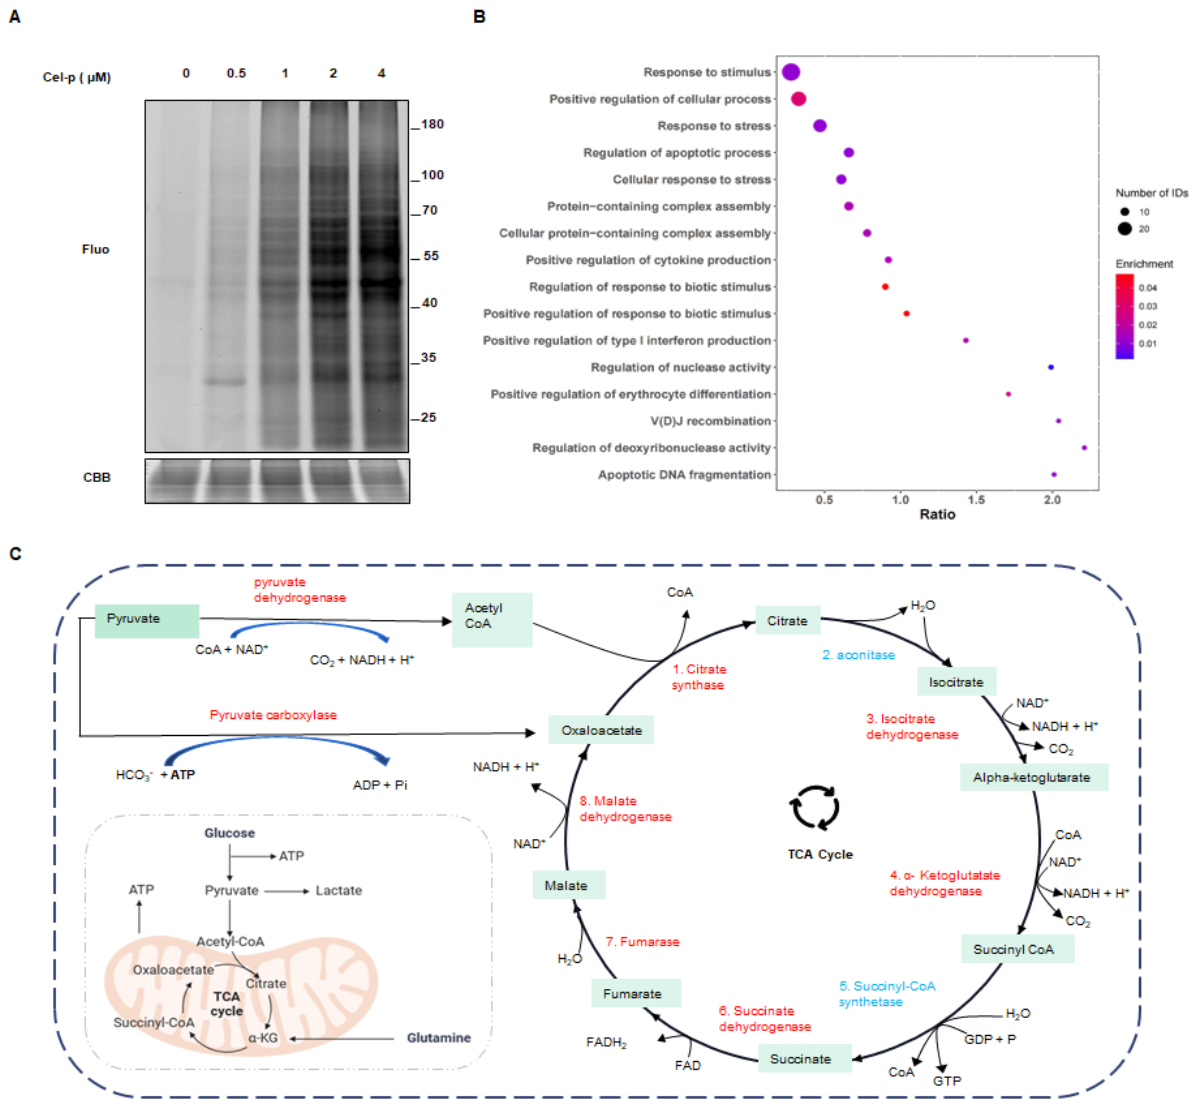 A
Cel-p ( μM)
0 0.5 1 2 4
Fluo
180
100
70
55
40
35
25
CBB
B
Response to stimulus
Positive regulation of cellular process
Response to stress
Regulation of apoptotic process
Cellular response to stress
Protein−containing complex assembly
Cellular protein−containing complex assembly
Positive regulation of cytokine production
Regulation of response to biotic stimulus
Positive regulation of response to biotic stimulus
Positive regulation of type I interferon production
Regulation of nuclease activity
Positive regulation of erythrocyte differentiation
V(D)J recombination
Regulation of deoxyribonuclease activity
Apoptotic DNA fragmentation
0.5 1.0 1.5 2.0
Ratio
Number of IDs
10
20
Enrichment
0.04
0.03
0.02
0.01
C
pyruvate
dehydrogenase
Pyruvate
Acetyl
CoA
CoA + NAD⁺
CO₂ + NADH + H⁺
Pyruvate carboxylase
HCO₃⁻ + ATP
ADP + Pi
CoA
Citrate
H₂O
1. Citrate
synthase
2. aconitase
Isocitrate
NAD⁺
NADH + H⁺
CO₂
3. Isocitrate
dehydrogenase
Oxaloacetate
Alpha-ketoglutarate
NADH + H⁺
8. Malate
dehydrogenase
NAD⁺
TCA Cycle
CoA
NAD⁺
NADH + H⁺
CO₂
4. α- Ketoglutatate
dehydrogenase
Malate
7. Fumarase
H₂O
Succinyl CoA
5. Succinyl-CoA
synthetase
Fumarate
6. Succinate
dehydrogenase
H₂O
GDP + P
FADH₂
FAD
Succinate
CoA
GTP
Glucose
ATP
ATP
Pyruvate
Lactate
Acetyl-CoA
Oxaloacetate
Citrate
TCA
cycle
Succinyl-CoA
α-KG
Glutamine